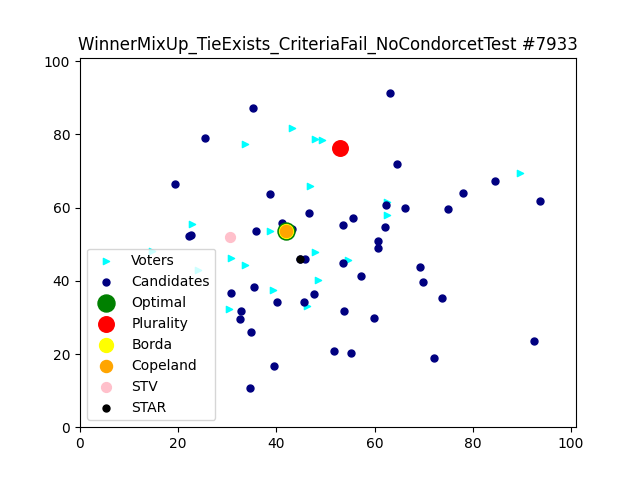 WinnerMixUp_TieExists_CriteriaFail_NoCondorcetTest #7933
100
80
60
40
20
0
Voters
Candidates
Optimal
Plurality
Borda
Copeland
STV
STAR
0 20 40 60 80 100